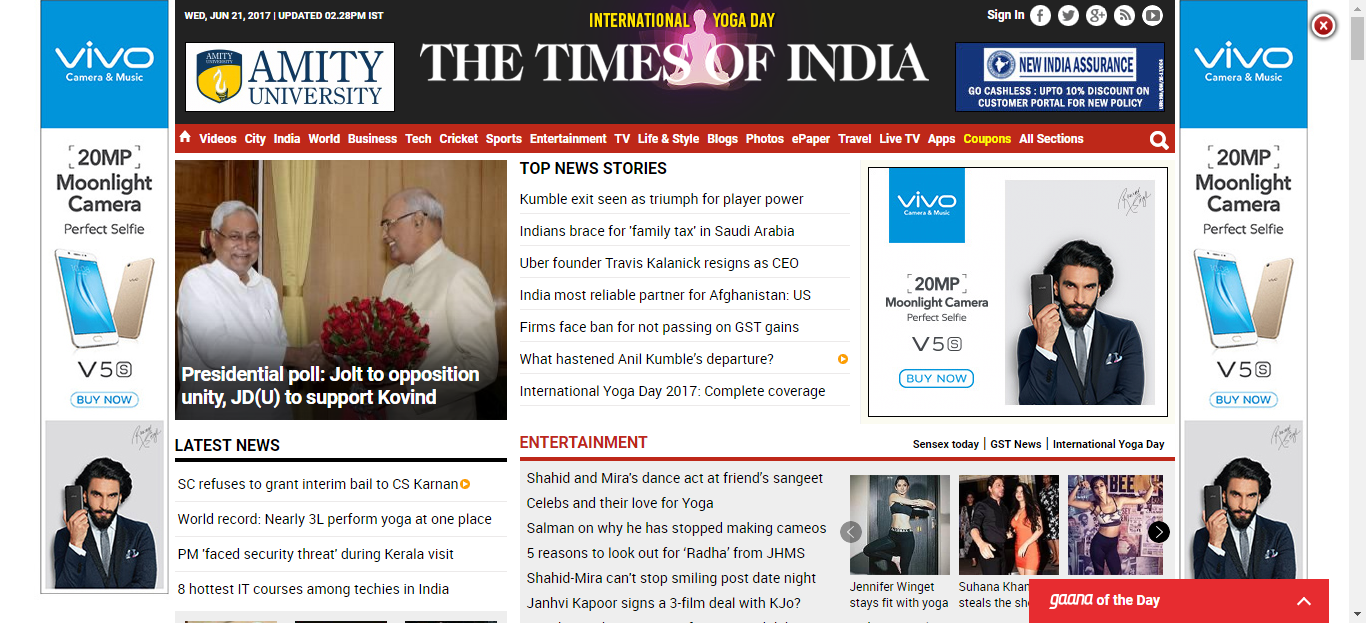 vivo
Camera & Music
20MP
Moonlight
Camera
Perfect Selfie
V5s
BUY NOW
WED, JUN 21, 2017 | UPDATED 02.28PM IST
INTERNATIONAL YOGA DAY
Sign In
AMITY
UNIVERSITY
AMITY
UNIVERSITY
THE TIMES OF INDIA
NEW INDIA ASSURANCE
GO CASHLESS : UPTO 10% DISCOUNT ON
CUSTOMER PORTAL FOR NEW POLICY
Videos City India World Business Tech Cricket Sports Entertainment TV Life & Style Blogs Photos ePaper Travel Live TV Apps Coupons All Sections
Presidential poll: Jolt to opposition
unity, JD(U) to support Kovind
TOP NEWS STORIES
Kumble exit seen as triumph for player power
Indians brace for 'family tax' in Saudi Arabia
Uber founder Travis Kalanick resigns as CEO
India most reliable partner for Afghanistan: US
Firms face ban for not passing on GST gains
What hastened Anil Kumble's departure?
International Yoga Day 2017: Complete coverage
vivo
Camera & Music
20MP
Moonlight Camera
Perfect Selfie
V5s
BUY NOW
LATEST NEWS
SC refuses to grant interim bail to CS Karnan
World record: Nearly 3L perform yoga at one place
PM 'faced security threat' during Kerala visit
8 hottest IT courses among techies in India
ENTERTAINMENT
Sensex today | GST News | International Yoga Day
Shahid and Mira's dance act at friend's sangeet
Celebs and their love for Yoga
Salman on why he has stopped making cameos
5 reasons to look out for ‘Radha’ from JHMS
Shahid-Mira can't stop smiling post date night
Janhvi Kapoor signs a 3-film deal with KJo?
Jennifer Winget
stays fit with yoga
Suhana Khan
steals the sh
BEE
gaana of the Day
vivo
Camera & Music
20MP
Moonlight
Camera
Perfect Selfie
V5s
BUY NOW